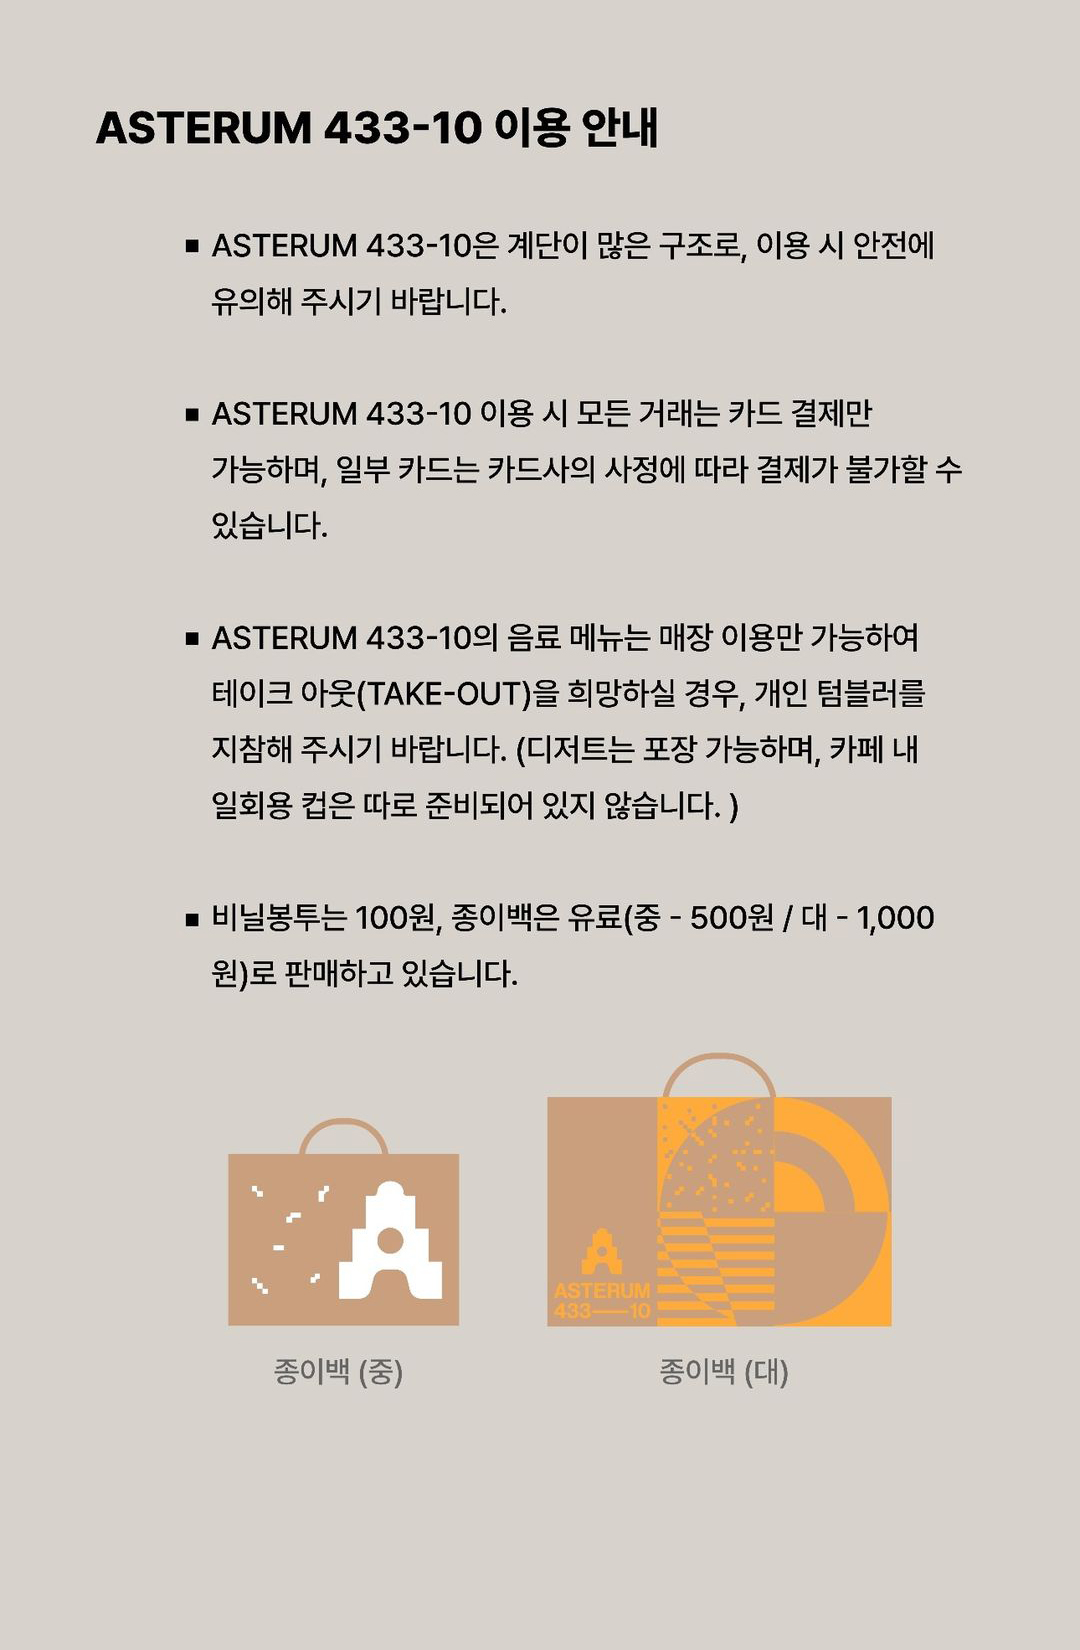 ASTERUM 433-10 이용 안내
▪ ASTERUM 433-10은 계단이 많은 구조로, 이용 시 안전에
유의해 주시기 바랍니다.
▪ ASTERUM 433-10 이용 시 모든 거래는 카드 결제만
가능하며, 일부 카드는 카드사의 사정에 따라 결제가 불가할 수
있습니다.
▪ ASTERUM 433-10의 음료 메뉴는 매장 이용만 가능하여
테이크 아웃(TAKE-OUT)을 희망하실 경우, 개인 텀블러를
지참해 주시기 바랍니다. (디저트는 포장 가능하며, 카페 내
일회용 컵은 따로 준비되어 있지 않습니다. )
▪ 비닐봉투는 100원, 종이백은 유료(중 - 500원 / 대 - 1,000
원)로 판매하고 있습니다.
ASTERUM
433——10
종이백 (중)
종이백 (대)